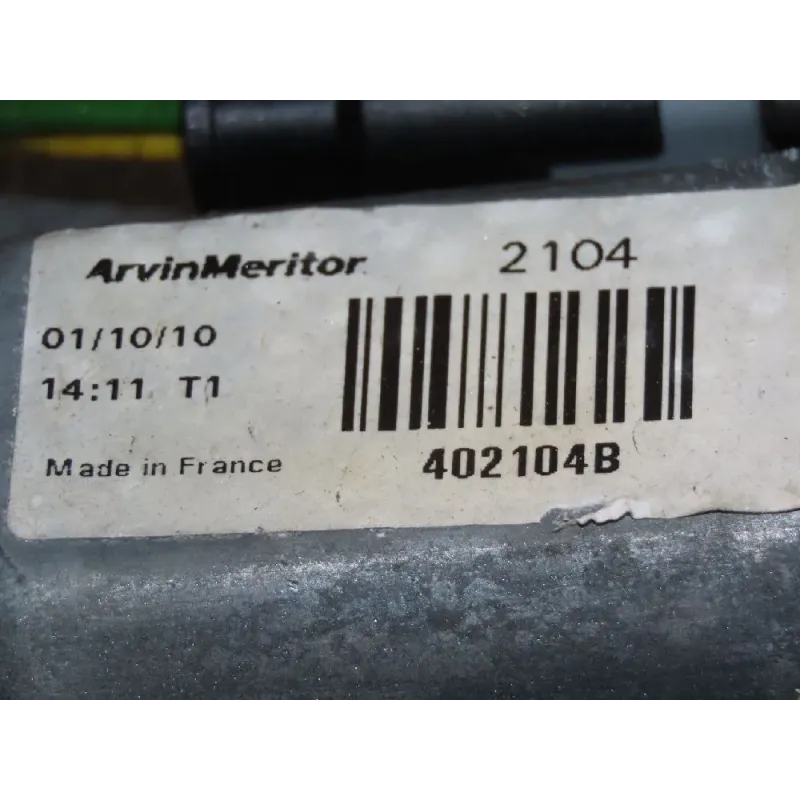 ArvinMeritor 2104
01/10/10
14:11 T1
Made in France 402104B